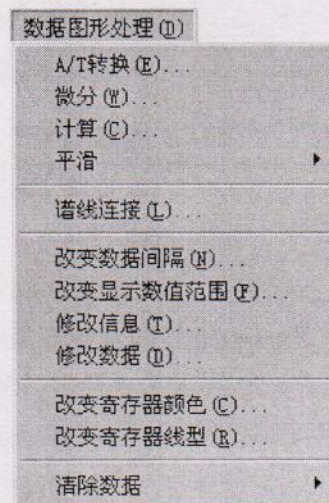 数据图形处理(D)
A/T转换(E)...
微分(W)...
计算(C)...
平滑
谱线连接(L)...
改变数据间隔(N)...
改变显示数值范围(F)...
修改信息(T)...
修改数据(D)...
改变寄存器颜色(C)...
改变寄存器线型(R)...
清除数据